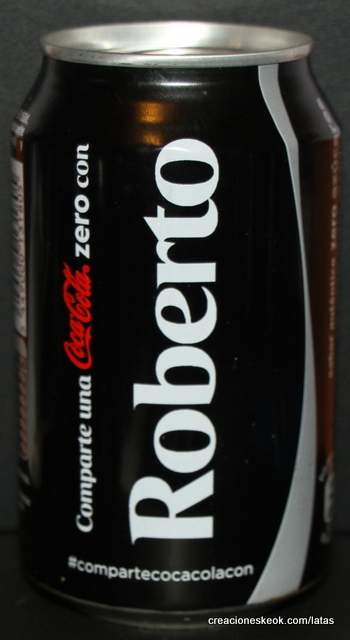 Comparte una Coca-Cola zero con
Roberto
#compartecocacolacon
creacioneskeok.com/latas